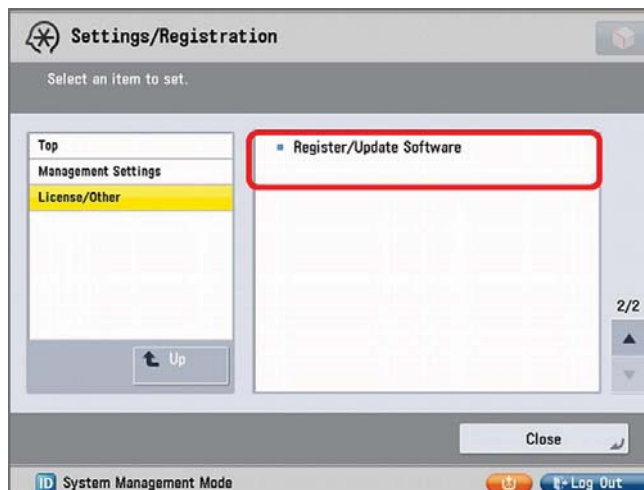 Settings/Registration
Select an item to set.
Top
Management Settings
License/Other
Register/Update Software
2/2
Up
Close
ID System Management Mode
Log Out